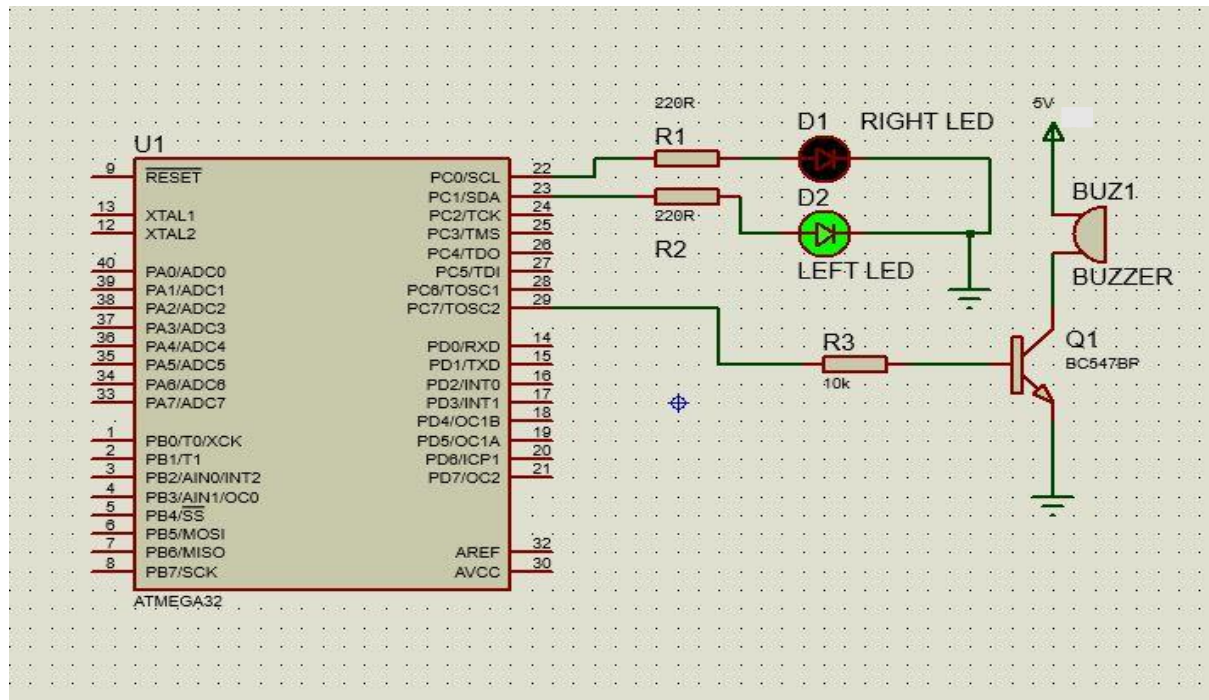 220R
5V
R1
D1 RIGHT LED
U1
9 RESET
PC0/SCL 22
PC1/SDA 23
13 XTAL1
PC2/TCK 24
12 XTAL2
PC3/TMS 25
PC4/TDO 26
40 PA0/ADC0
PC5/TDI 27
39 PA1/ADC1
PC6/TOSC1 28
38 PA2/ADC2
PC7/TOSC2 29
37 PA3/ADC3
36 PA4/ADC4
PD0/RXD 14
35 PA5/ADC5
PD1/TXD 15
34 PA6/ADC6
PD2/INT0 16
33 PA7/ADC7
PD3/INT1 17
PD4/OC1B 18
1 PB0/T0/XCK
PD5/OC1A 19
2 PB1/T1
PD6/ICP1 20
3 PB2/AIN0/INT2
PD7/OC2 21
4 PB3/AIN1/OC0
5 PB4/SS
6 PB5/MOSI
7 PB6/MISO
AREF 32
8 PB7/SCK
AVCC 30
ATMEGA32
D2
220R
R2
LEFT LED
BUZ1
BUZZER
R3
10k
Q1
BC547BR